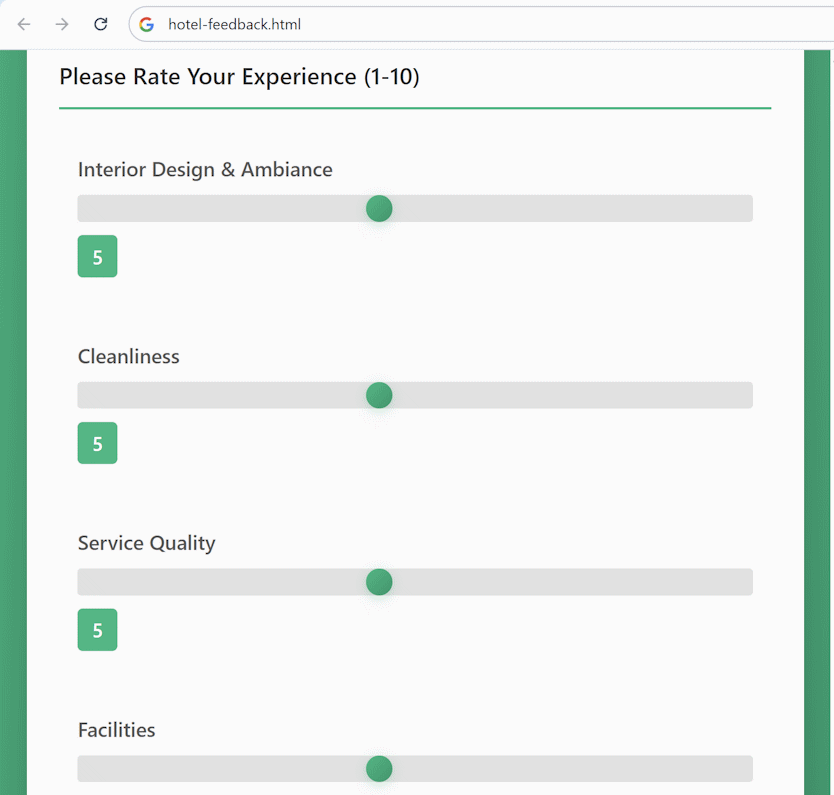 hotel-feedback.html
Please Rate Your Experience (1-10)
Interior Design & Ambiance
5
Cleanliness
5
Service Quality
5
Facilities